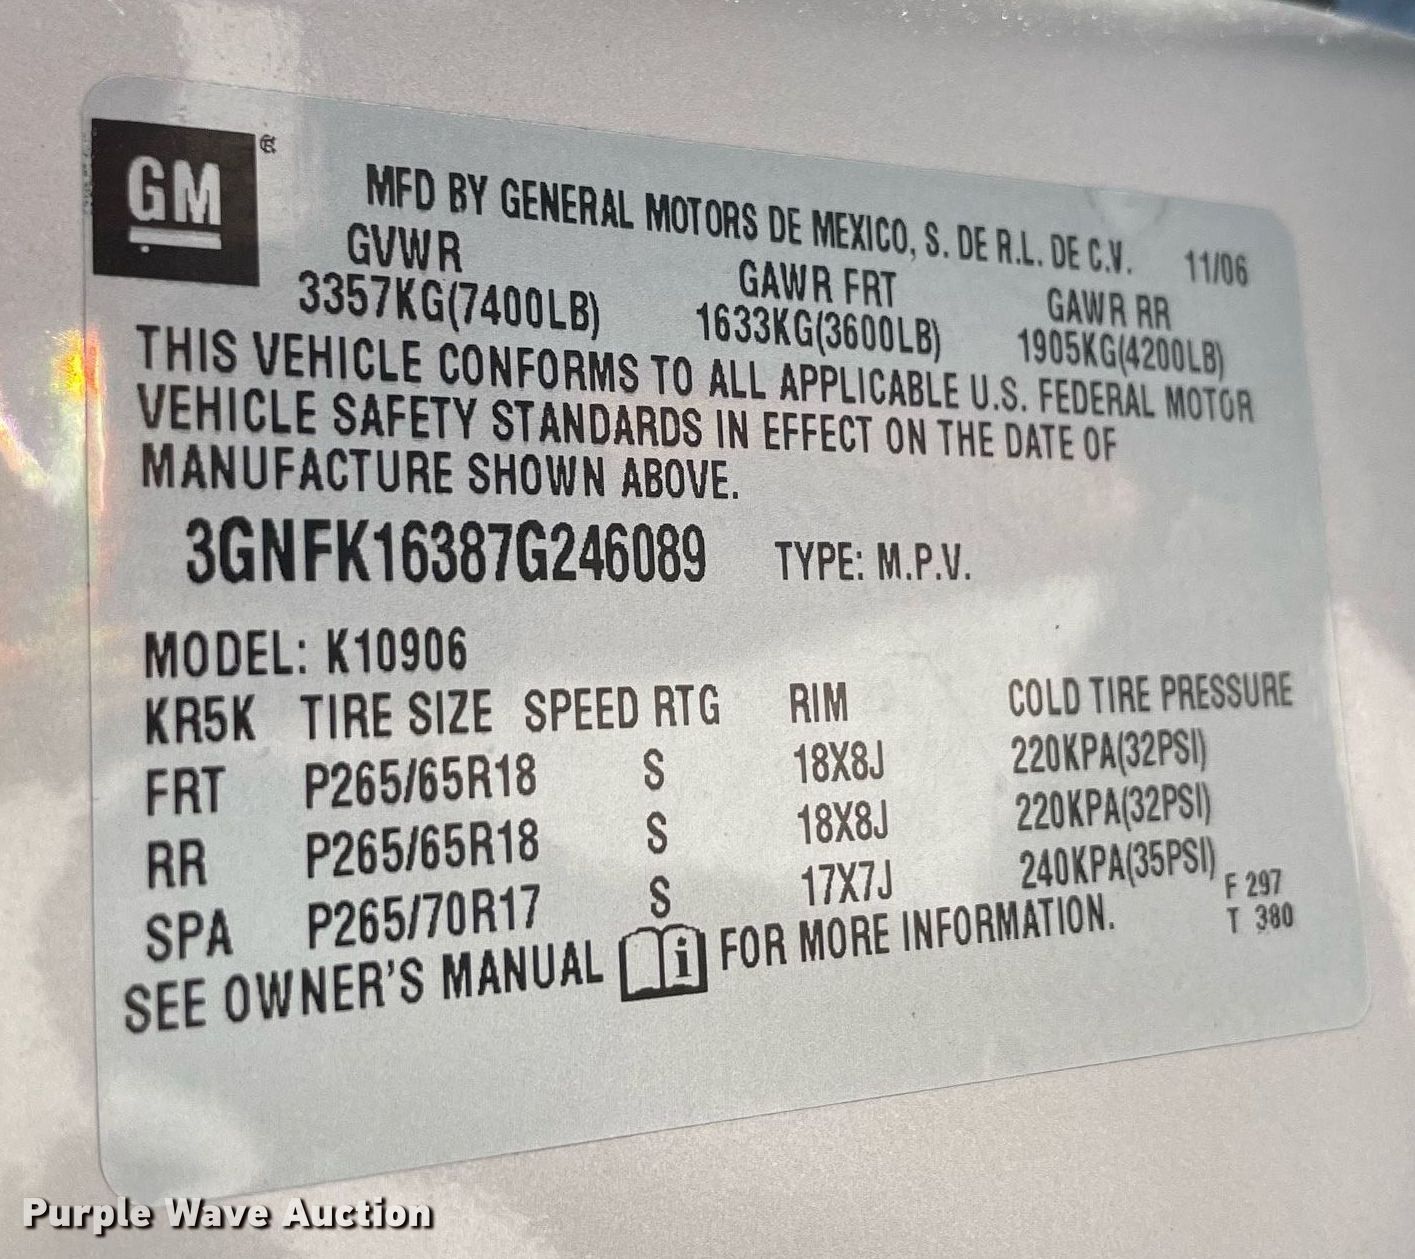 GM
MFD BY GENERAL MOTORS DE MEXICO, S. DE R.L. DE C.V. 11/06
GVWR GAWR FRT GAWR RR
3357KG(7400LB) 1633KG(3600LB) 1905KG(4200LB)
THIS VEHICLE CONFORMS TO ALL APPLICABLE U.S. FEDERAL MOTOR
VEHICLE SAFETY STANDARDS IN EFFECT ON THE DATE OF
MANUFACTURE SHOWN ABOVE.
3GNFK16387G246089 TYPE: M.P.V.
MODEL: K10906
KR5K TIRE SIZE SPEED RTG RIM COLD TIRE PRESSURE
FRT P265/65R18 S 18X8J 220KPA(32PSI)
RR P265/65R18 S 18X8J 220KPA(32PSI)
SPA P265/70R17 S 17X7J 240KPA(35PSI) F 297
T 380
SEE OWNER'S MANUAL i FOR MORE INFORMATION.
Purple Wave Auction